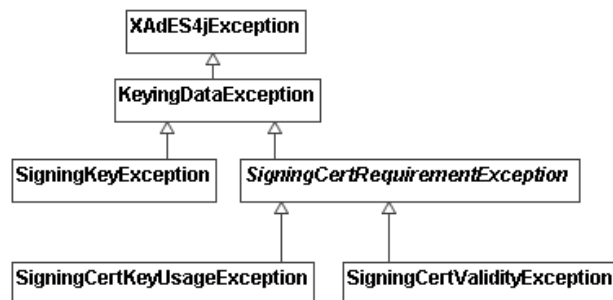 XAdES4jException
KeyingDataException
SigningKeyException
SigningCertRequirementException
SigningCertKeyUsageException
SigningCertValidityException